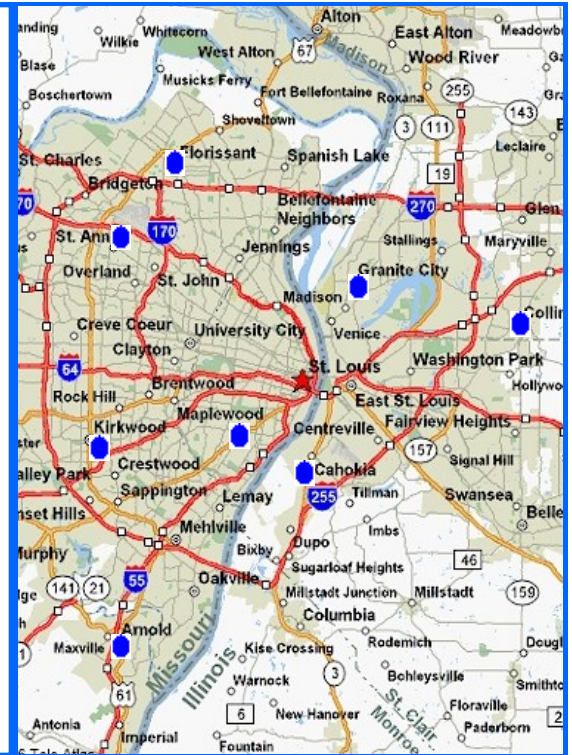 Alton
anding
Whitecorn
Wilkie
East Alton
Meadowbr
67
Madison
West Alton
Wood River
Blase
Musicks Ferry
Fort Bellefontaine
Roxana
255
Boschertown
143
Shoveltown
3
111
Leclaire
St. Charles
Florissant
Spanish Lake
19
Bridgeton
Bellefontaine
Neighbors
70
270
Glen
170
St. Ann
Stallings
Maryville
Jennings
Overland
St. John
Granite City
Madison
Collin
Creve Coeur
University City
Venice
Clayton
St. Louis
Washington Park
64
Brentwood
Hollywo
Rock Hill
East St. Louis
Maplewood
Fairview Heights
Kirkwood
Centreville
157
alley Park
Crestwood
Cahokia
Signal Hill
255
Tillman
Sappington
Lemay
Swansea
nset Hills
Belle
Mehlville
Imbs
Murphy
Bixby
Dupo
Sugarloaf Heights
46
55
Oakville
141
21
Millstadt Junction
Millstadt
159
Columbia
Arnold
Maxville
Missouri
Illinois
Kise Crossing
Rodemich
Dougl
3
Bohleysville
61
Warnock
Smithto
St_Clair
Monroe
6
New Hanover
Floraville
Antonia
Imperial
Paderborn
Fountain